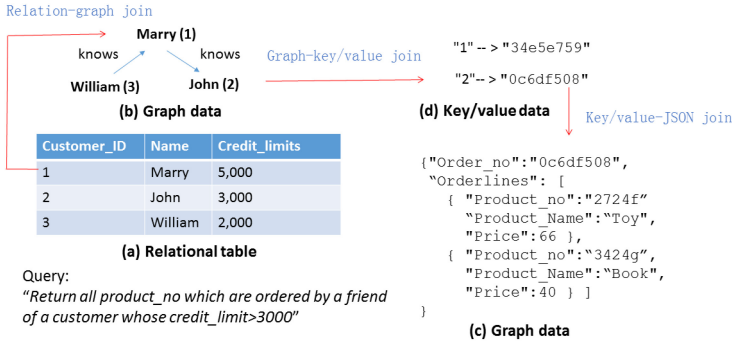 Relation-graph join
Marry (1)
knows
knows
William (3)
John (2)
(b) Graph data
Graph-key/value join
"1"-- > "34e5e759"
"2"-- > "0c6df508"
(d) Key/value data
Key/value-JSON join
Customer_ID Name Credit_limits
1 Marry 5,000
2 John 3,000
3 William 2,000
(a) Relational table
{"Order_no":"0c6df508",
“Orderlines": [
{ "Product_no":"2724f”
“Product_Name":“Toy",
"Price":66 },
{ "Product_no":“3424g”,
"Product_Name":“Book",
"Price":40 } ]
}
(c) Graph data
Query:
“Return all product_no which are ordered by a friend
of a customer whose credit_limit>3000”